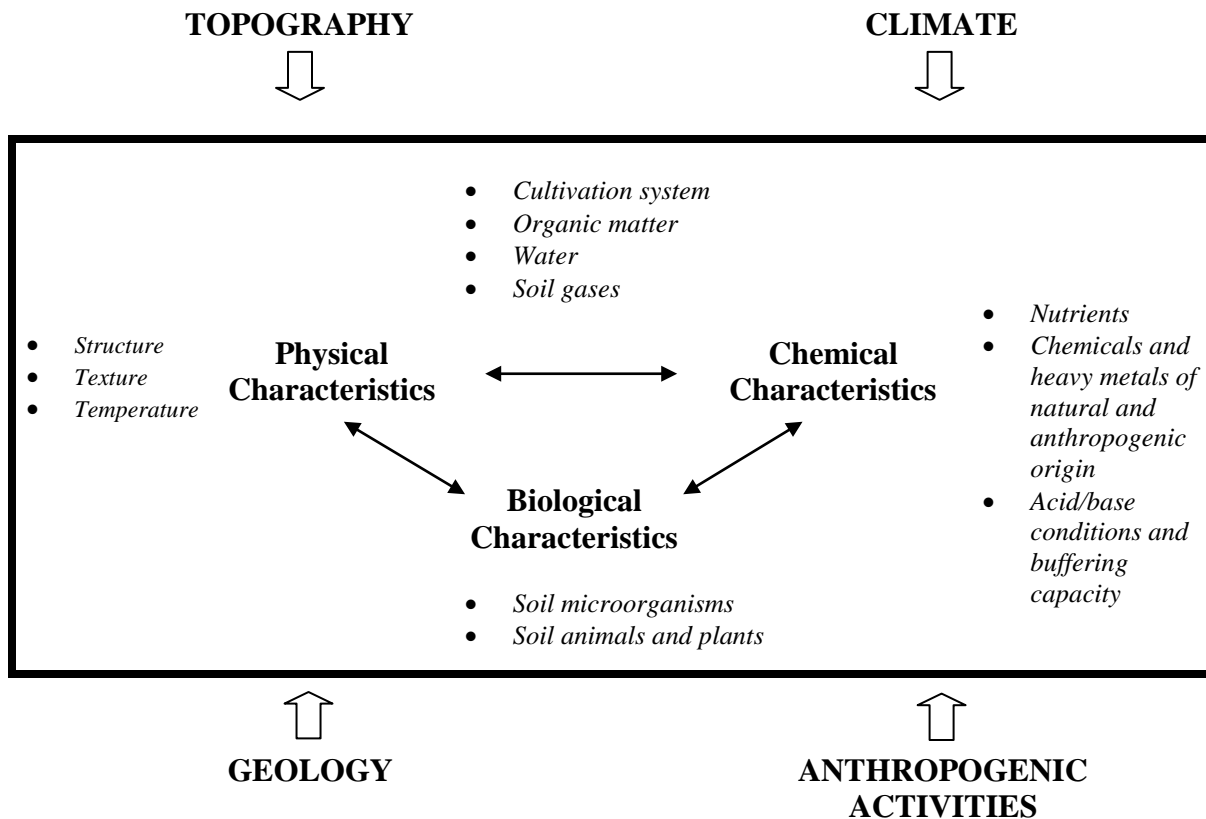 TOPOGRAPHY
CLIMATE
• Cultivation system
• Organic matter
• Water
• Soil gases
• Structure
• Texture
• Temperature
Physical
Characteristics
Chemical
Characteristics
• Nutrients
• Chemicals and
heavy metals of
natural and
anthropogenic
origin
• Acid/base
conditions and
buffering
capacity
Biological
Characteristics
• Soil microorganisms
• Soil animals and plants
GEOLOGY
ANTHROPOGENIC
ACTIVITIES